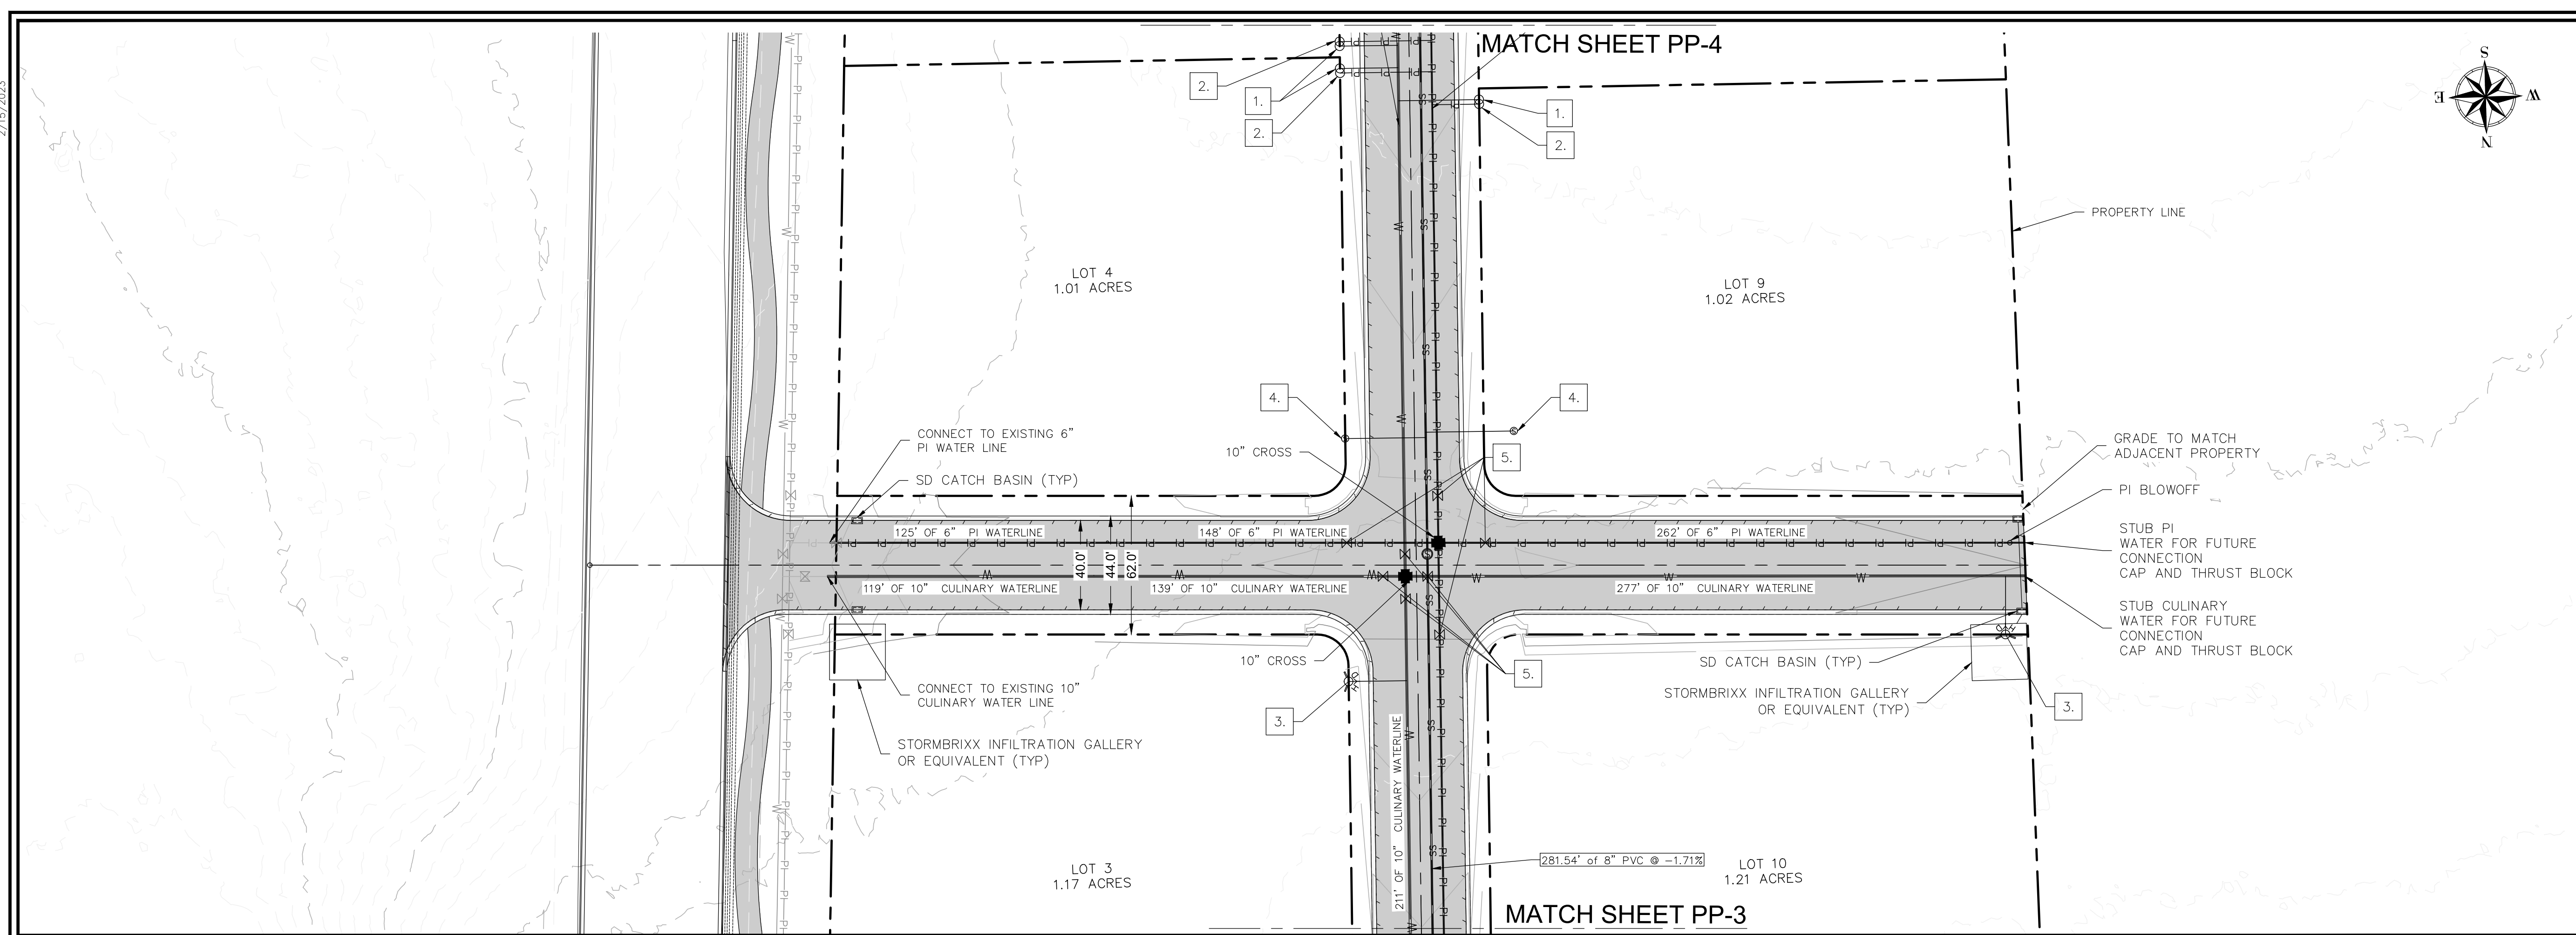 2/15/2023
MATCH SHEET PP-4
S
E
W
N
2.
1.
2.
1.
2.
PROPERTY LINE
LOT 4
1.01 ACRES
LOT 9
1.02 ACRES
4.
4.
CONNECT TO EXISTING 6"
PI WATER LINE
10" CROSS
5.
SD CATCH BASIN (TYP)
GRADE TO MATCH
ADJACENT PROPERTY
PI BLOWOFF
125' OF 6" PI WATERLINE
148' OF 6" PI WATERLINE
262' OF 6" PI WATERLINE
STUB PI
WATER FOR FUTURE
CONNECTION
CAP AND THRUST BLOCK
40.0'
44.0'
62.0'
119' OF 10" CULINARY WATERLINE
139' OF 10" CULINARY WATERLINE
277' OF 10" CULINARY WATERLINE
STUB CULINARY
WATER FOR FUTURE
CONNECTION
CAP AND THRUST BLOCK
10" CROSS
SD CATCH BASIN (TYP)
5.
CONNECT TO EXISTING 10"
CULINARY WATER LINE
STORMBRIXX INFILTRATION GALLERY
OR EQUIVALENT (TYP)
3.
3.
STORMBRIXX INFILTRATION GALLERY
OR EQUIVALENT (TYP)
211' OF 10" CULINARY WATERLINE
281.54' of 8" PVC @ -1.71%
LOT 3
1.17 ACRES
LOT 10
1.21 ACRES
MATCH SHEET PP-3